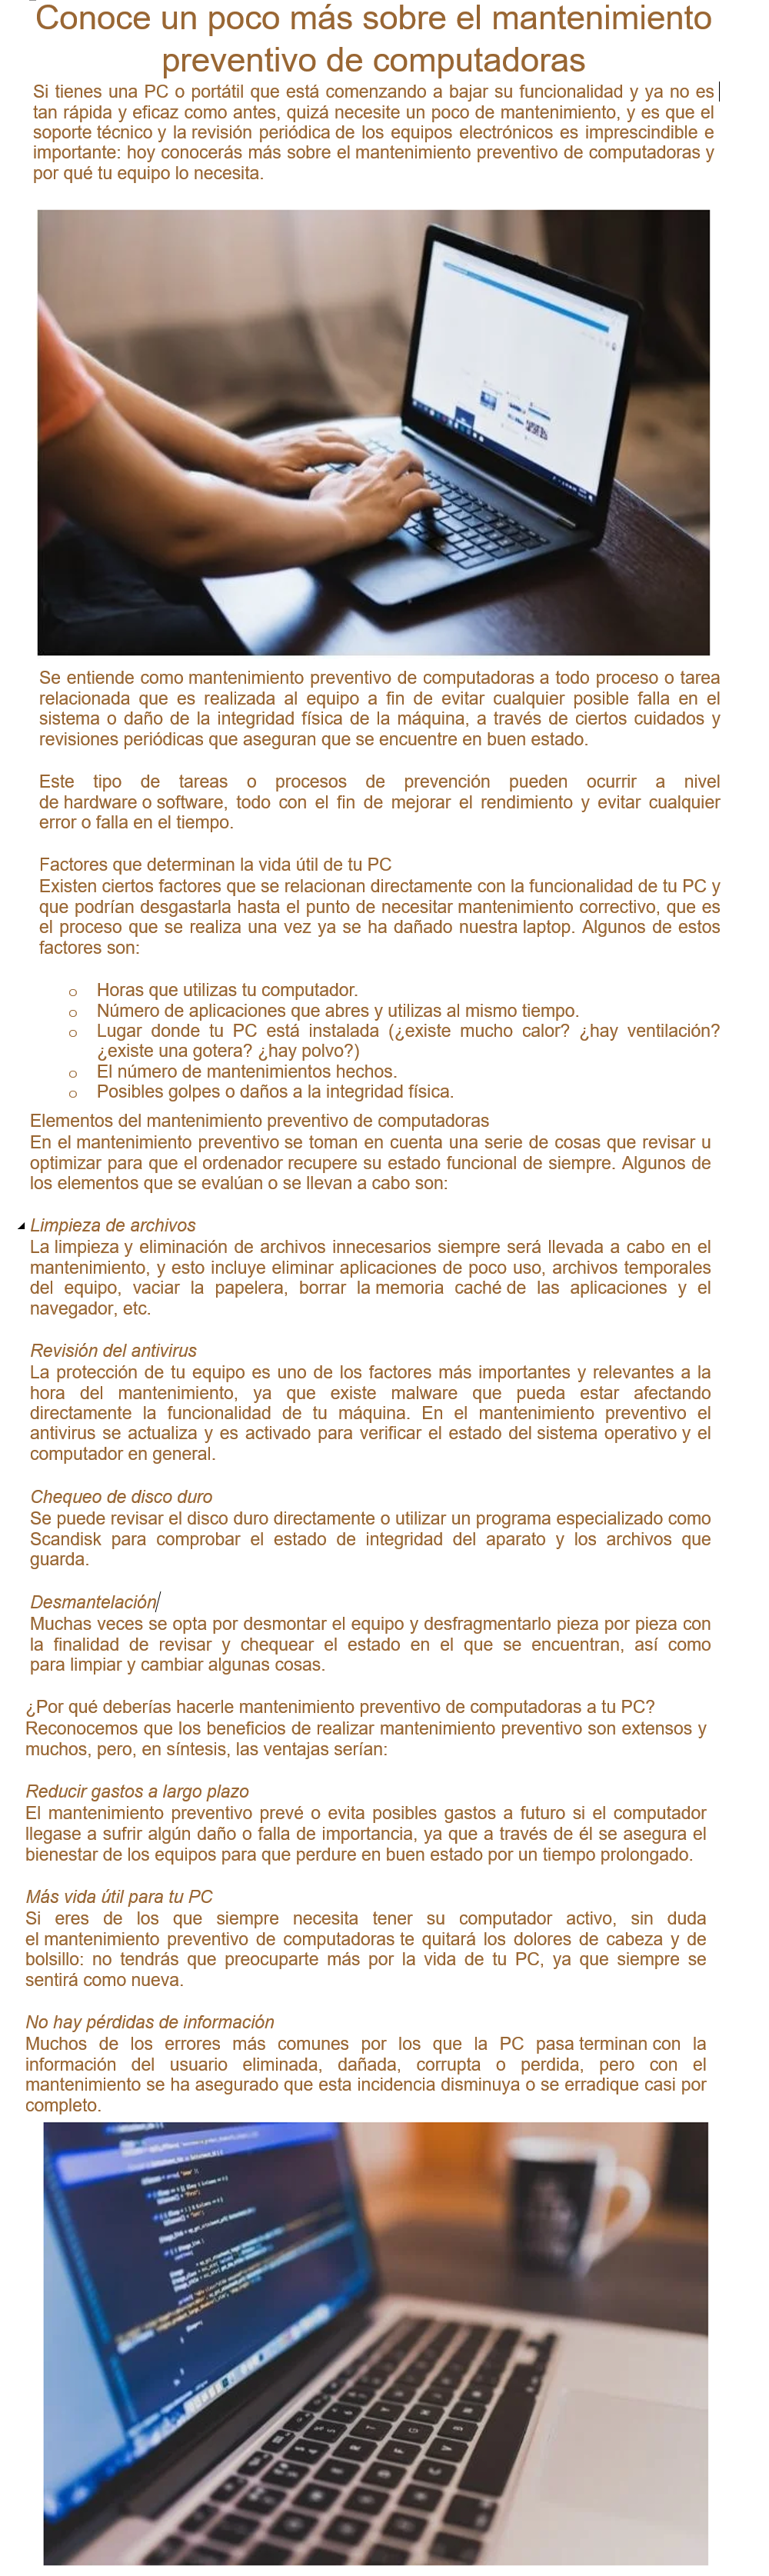 Conoce un poco más sobre el mantenimiento
preventivo de computadoras
Si tienes una PC o portátil que está comenzando a bajar su funcionalidad y ya no es
tan rápida y eficaz como antes, quizá necesite un poco de mantenimiento, y es que el
soporte técnico y la revisión periódica de los equipos electrónicos es imprescindible e
importante: hoy conocerás más sobre el mantenimiento preventivo de computadoras y
por qué tu equipo lo necesita.
Se entiende como mantenimiento preventivo de computadoras a todo proceso o tarea
relacionada que es realizada al equipo a fin de evitar cualquier posible falla en el
sistema o daño de la integridad física de la máquina, a través de ciertos cuidados y
revisiones periódicas que aseguran que se encuentre en buen estado.
Este tipo de tareas o procesos de prevención pueden ocurrir a nivel
de hardware o software, todo con el fin de mejorar el rendimiento y evitar cualquier
error o falla en el tiempo.
Factores que determinan la vida útil de tu PC
Existen ciertos factores que se relacionan directamente con la funcionalidad de tu PC y
que podrían desgastarla hasta el punto de necesitar mantenimiento correctivo, que es
el proceso que se realiza una vez ya se ha dañado nuestra laptop. Algunos de estos
factores son:
o Horas que utilizas tu computador.
o Número de aplicaciones que abres y utilizas al mismo tiempo.
o Lugar donde tu PC está instalada (¿existe mucho calor? ¿hay ventilación?
¿existe una gotera? ¿hay polvo?)
o El número de mantenimientos hechos.
o Posibles golpes o daños a la integridad física.
Elementos del mantenimiento preventivo de computadoras
En el mantenimiento preventivo se toman en cuenta una serie de cosas que revisar u
optimizar para que el ordenador recupere su estado funcional de siempre. Algunos de
los elementos que se evalúan o se llevan a cabo son:
Limpieza de archivos
La limpieza y eliminación de archivos innecesarios siempre será llevada a cabo en el
mantenimiento, y esto incluye eliminar aplicaciones de poco uso, archivos temporales
del equipo, vaciar la papelera, borrar la memoria caché de las aplicaciones y el
navegador, etc.
Revisión del antivirus
La protección de tu equipo es uno de los factores más importantes y relevantes a la
hora del mantenimiento, ya que existe malware que pueda estar afectando
directamente la funcionalidad de tu máquina. En el mantenimiento preventivo el
antivirus se actualiza y es activado para verificar el estado del sistema operativo y el
computador en general.
Chequeo de disco duro
Se puede revisar el disco duro directamente o utilizar un programa especializado como
Scandisk para comprobar el estado de integridad del aparato y los archivos que
guarda.
Desmantelación
Muchas veces se opta por desmontar el equipo y desfragmentarlo pieza por pieza con
la finalidad de revisar y chequear el estado en el que se encuentran, así como
para limpiar y cambiar algunas cosas.
¿Por qué deberías hacerle mantenimiento preventivo de computadoras a tu PC?
Reconocemos que los beneficios de realizar mantenimiento preventivo son extensos y
muchos, pero, en síntesis, las ventajas serían:
Reducir gastos a largo plazo
El mantenimiento preventivo prevé o evita posibles gastos a futuro si el computador
llegase a sufrir algún daño o falla de importancia, ya que a través de él se asegura el
bienestar de los equipos para que perdure en buen estado por un tiempo prolongado.
Más vida útil para tu PC
Si eres de los que siempre necesita tener su computador activo, sin duda
el mantenimiento preventivo de computadoras te quitará los dolores de cabeza y de
bolsillo: no tendrás que preocuparte más por la vida de tu PC, ya que siempre se
sentirá como nueva.
No hay pérdidas de información
Muchos de los errores más comunes por los que la PC pasa terminan con la
información del usuario eliminada, dañada, corrupta o perdida, pero con el
mantenimiento se ha asegurado que esta incidencia disminuya o se erradique casi por
completo.